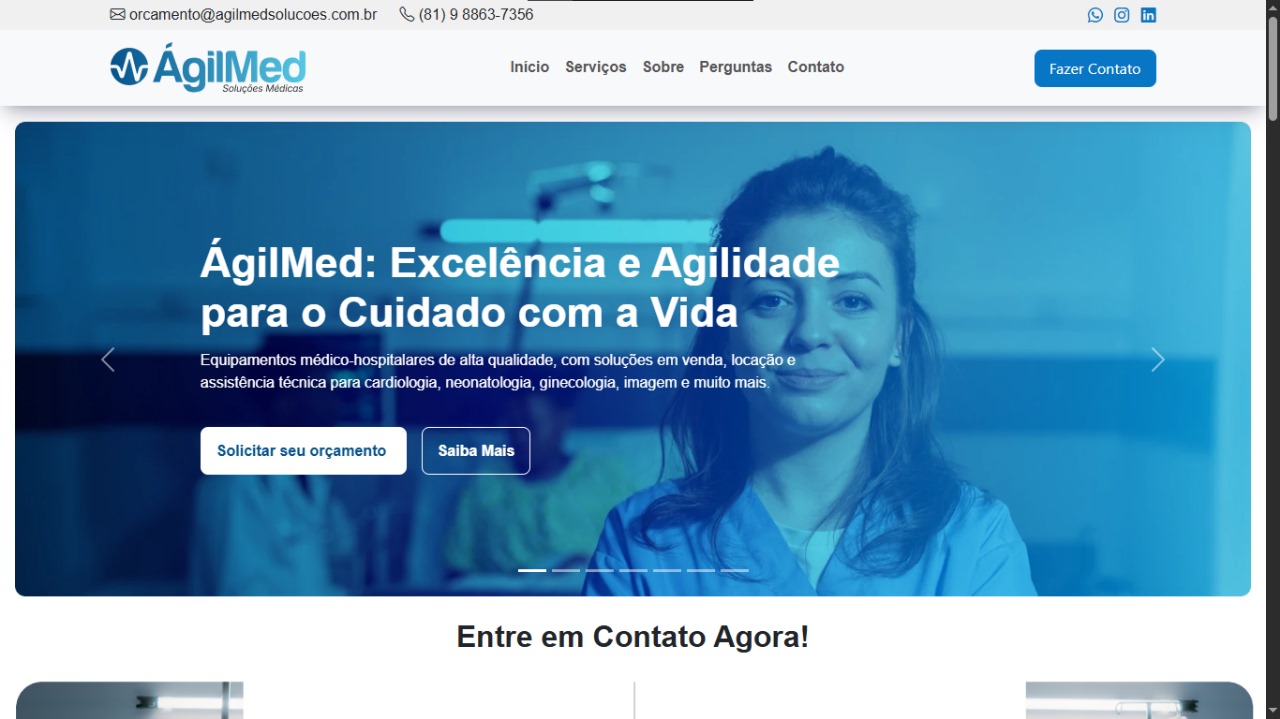 orcamento@agilmedsolucoes.com.br (81) 9 8863-7356
ÁgilMed
Soluções Médicas
Inicio Serviços Sobre Perguntas Contato
Fazer Contato
ÁgilMed: Excelência e Agilidade
para o Cuidado com a Vida
Equipamentos médico-hospitalares de alta qualidade, com soluções em venda, locação e
assistência técnica para cardiologia, neonatologia, ginecologia, imagem e muito mais.
Solicitar seu orçamento Saiba Mais
Entre em Contato Agora!